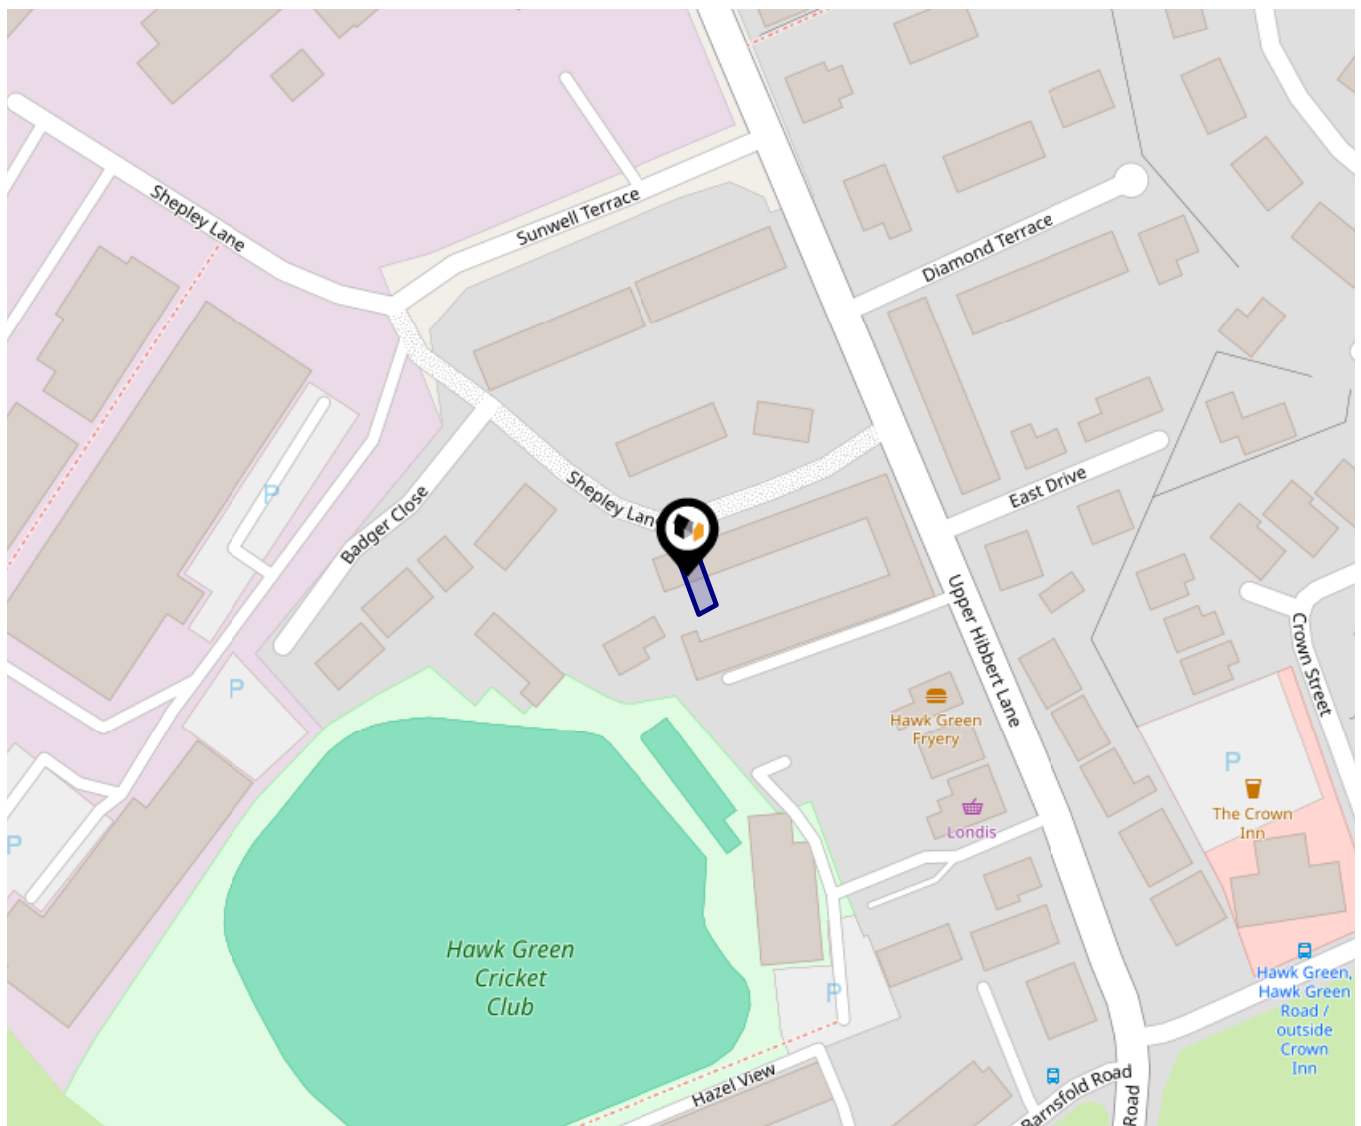 Shepley Lane
Sunwell Terrace
Diamond Terrace
Badger Close
Shepley Lane
East Drive
Upper Hibbert Lane
Crown Street
Hawk Green
Fryery
Londis
P
P
P
P
P
The Crown
Inn
Hawk Green
Cricket
Club
Hawk Green,
Hawk Green
Road /
outside
Crown
Inn
Hazel View
Barnsfold Road
Road